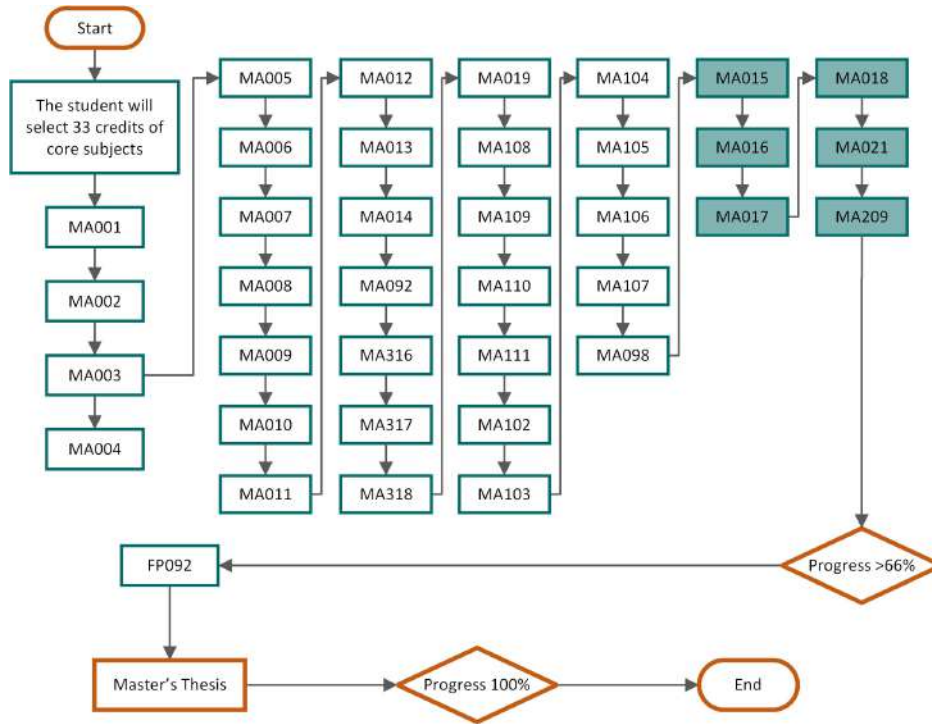 Start
The student will
select 33 credits of
core subjects
MA001
MA002
MA003
MA004
MA005
MA006
MA007
MA008
MA009
MA010
MA011
MA012
MA013
MA014
MA092
MA316
MA317
MA318
MA019
MA108
MA109
MA110
MA111
MA102
MA103
MA104
MA105
MA106
MA107
MA098
MA015
MA016
MA017
MA018
MA021
MA209
Progress >66%
FP092
Master's Thesis
Progress 100%
End